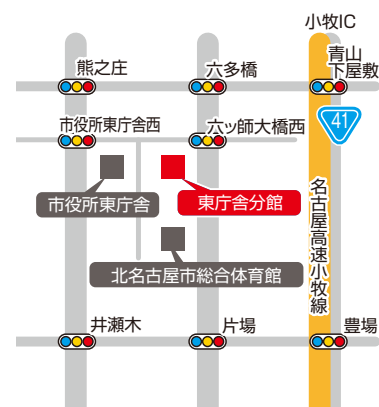 小牧IC
熊之庄
六多橋
青山
下屋敷
市役所東庁舎西
六ッ師大橋西
41
市役所東庁舎
東庁舎分館
名古屋高速小牧線
北名古屋市総合体育館
井瀬木
片場
豊場